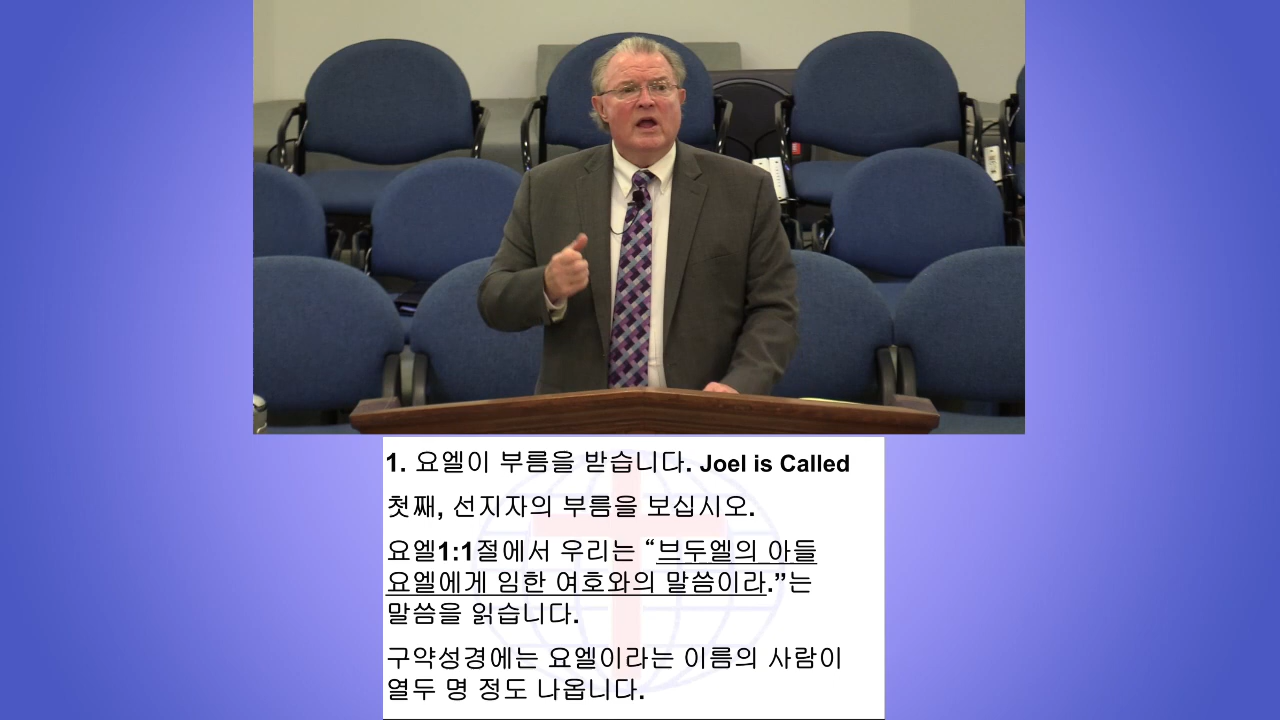 1. 요엘이 부름을 받습니다. Joel is Called
첫째, 선지자의 부름을 보십시오.
요엘1:1절에서 우리는 “브두엘의 아들
요엘에게 임한 여호와의 말씀이라.”는
말씀을 읽습니다.
구약성경에는 요엘이라는 이름의 사람이
열두 명 정도 나옵니다.